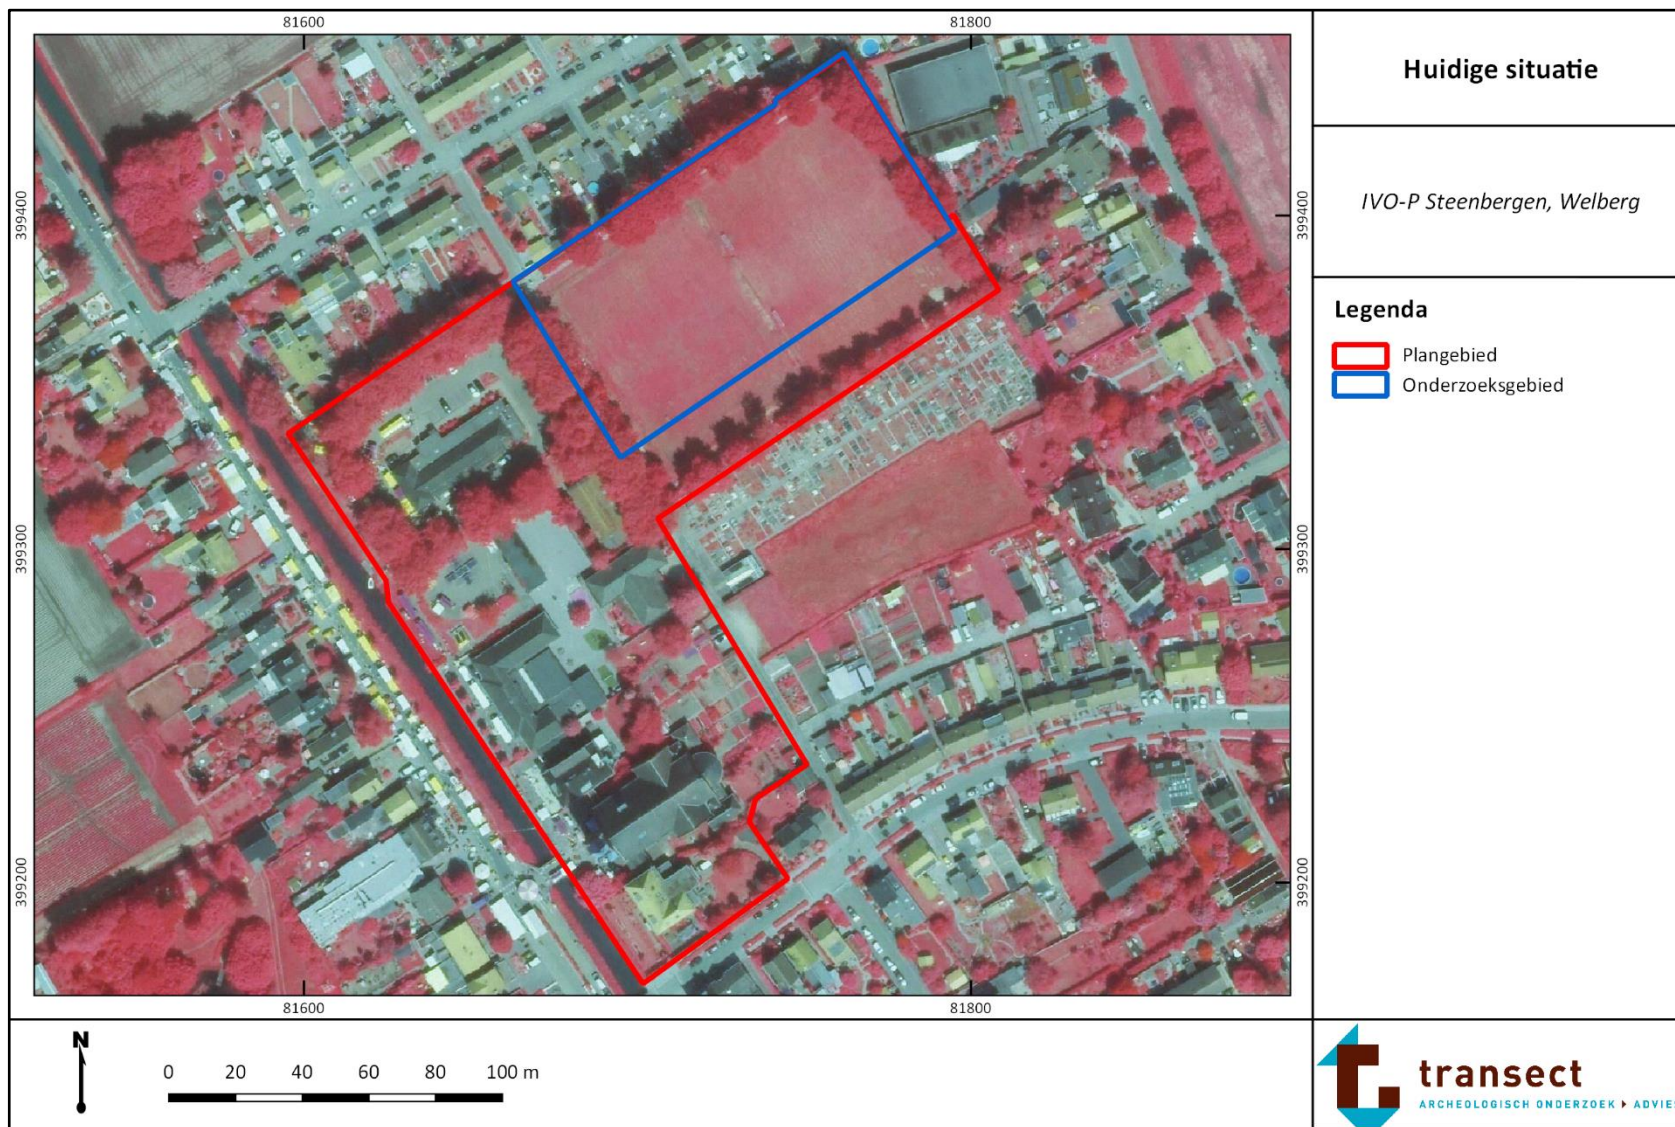 81600
81800
399400
399300
399200
399400
399300
399200
81600
81800
Huidige situatie
IVO-P Steenbergen, Welberg
Legenda
Plangebied
Onderzoeksgebied
N
0 20 40 60 80 100 m
transect
ARCHEOLOGISCH ONDERZOEK ▸ ADVIE